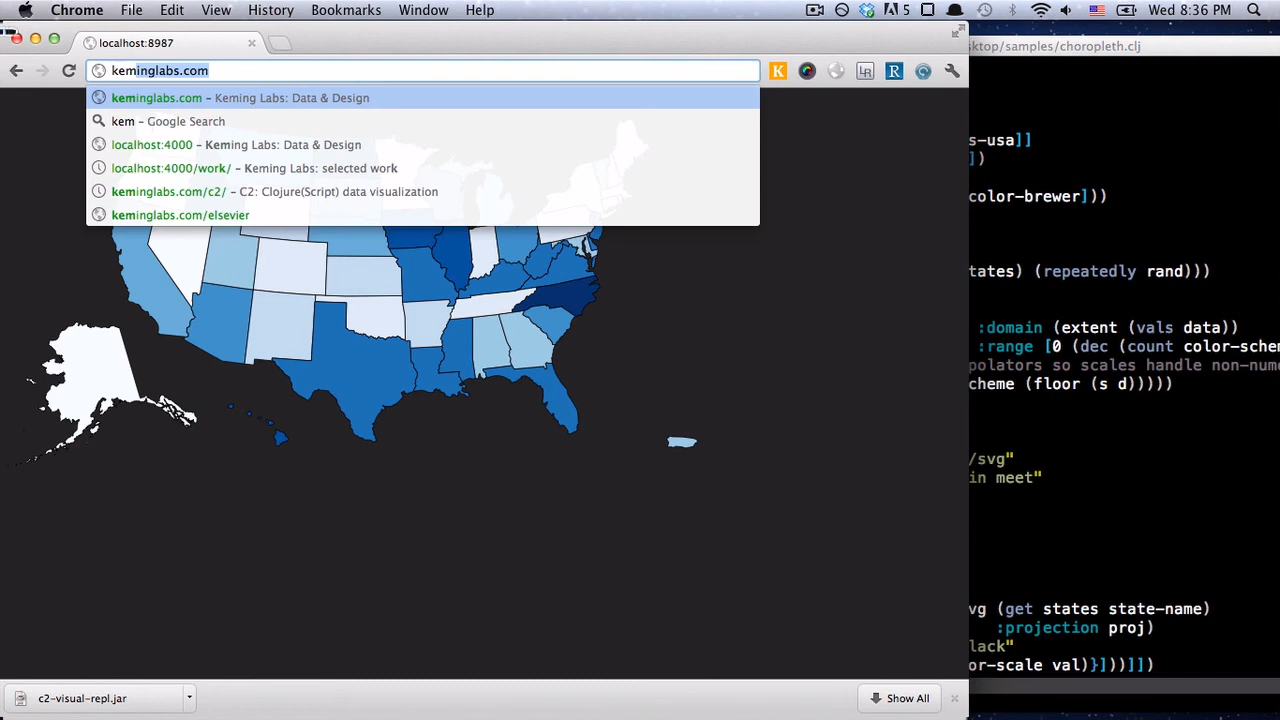 Chrome File Edit View History Bookmarks Window Help
5 Wed 8:36 PM
localhost:8987
ktop/samples/choropleth.clj
keminglabs.com
K LR R
keminglabs.com – Keming Labs: Data & Design
kem – Google Search
localhost:4000 – Keming Labs: Data & Design
localhost:4000/work/ – Keming Labs: selected work
keminglabs.com/c2/ – C2: Clojure(Script) data visualization
keminglabs.com/elsevier
s-usa]]
])
color-brewer]))
tates) (repeatedly rand)))
:domain (extent (vals data))
:range [0 (dec (count color-sche
polators so scales handle non-nume
cheme (floor (s d)))))
/svg"
in meet"
vg (get states state-name)
:projection proj)
lack"
or-scale val)}]))]])
c2-visual-repl.jar
Show All